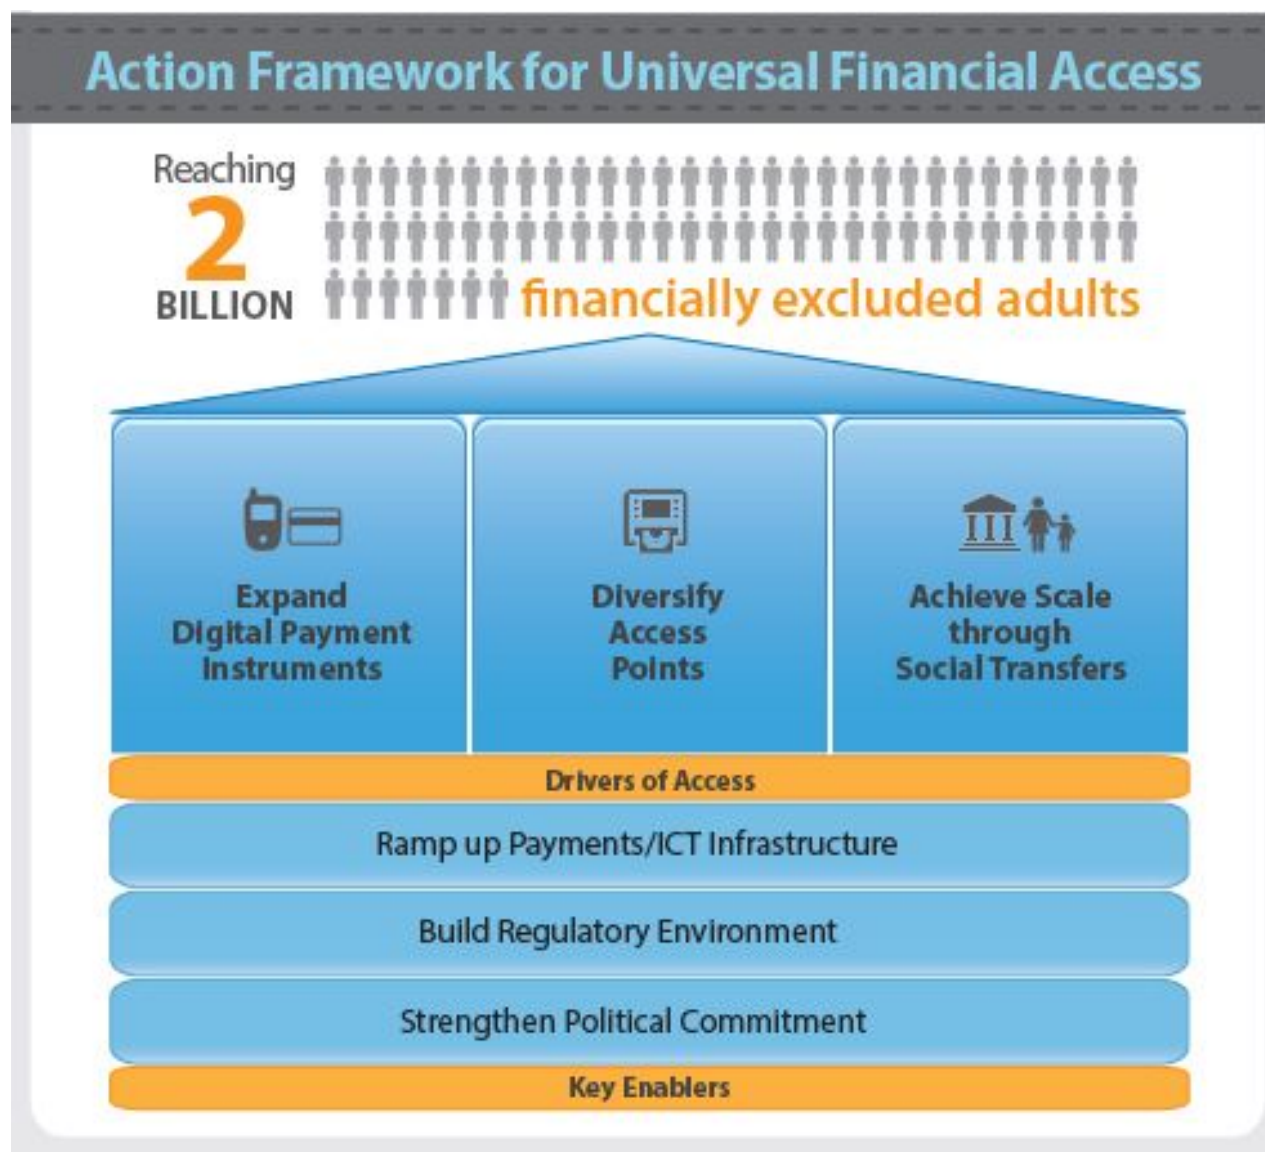 Action Framework for Universal Financial Access
Reaching
2
BILLION
financially excluded adults
Expand
Digital Payment
Instruments
Diversify
Access
Points
Achieve Scale
through
Social Transfers
Drivers of Access
Ramp up Payments/ICT Infrastructure
Build Regulatory Environment
Strengthen Political Commitment
Key Enablers